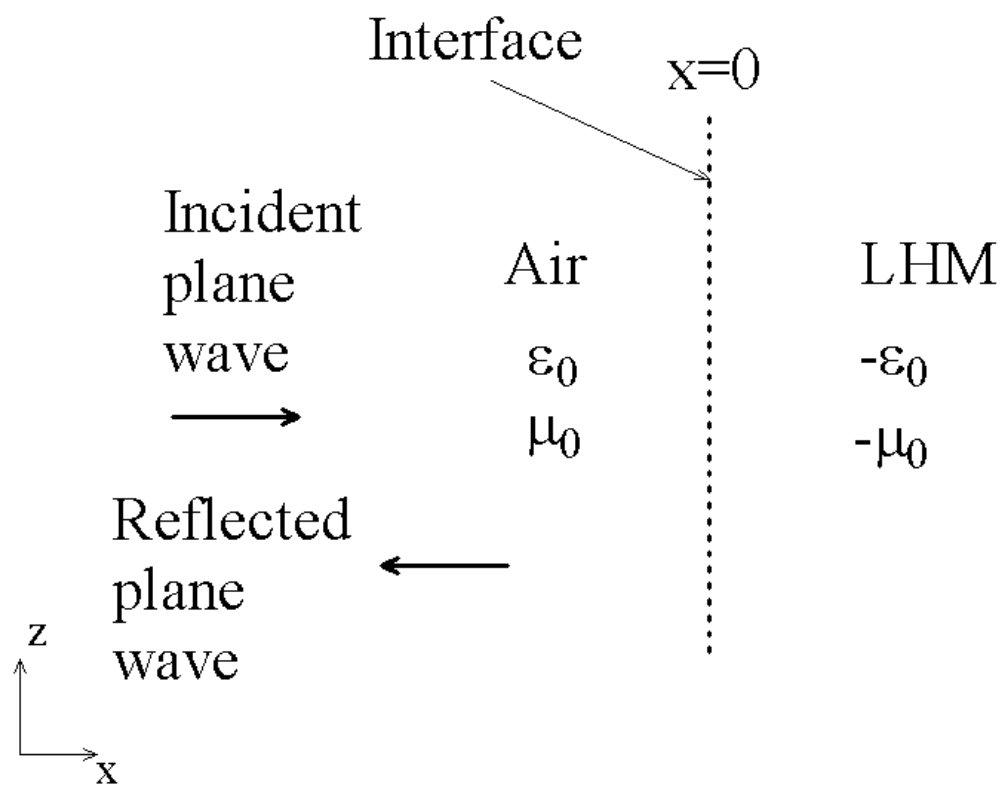 Interface
x=0
Incident
plane
wave
Air
LHM
ε₀
-ε₀
μ₀
-μ₀
Reflected
plane
wave
z
x